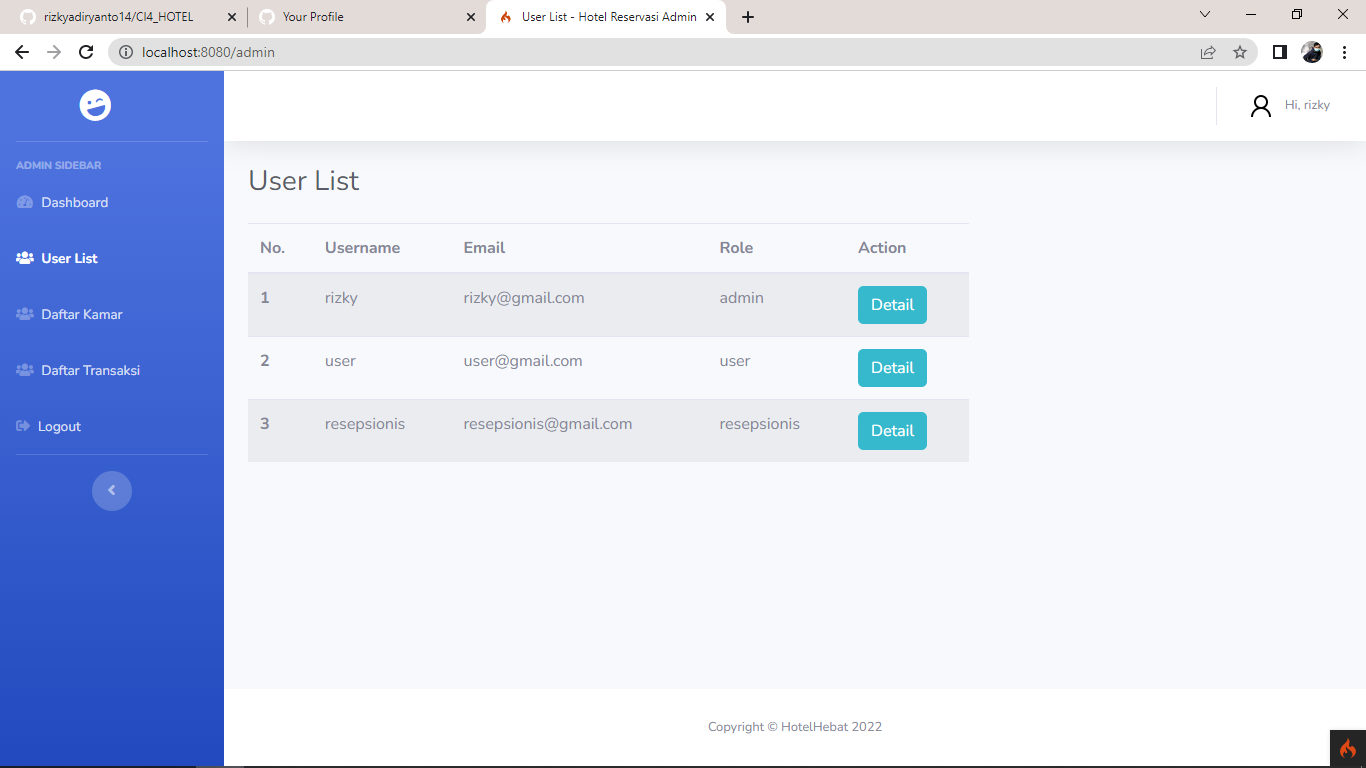 rizkyadiryanto14/CI4_HOTEL
Your Profile
User List - Hotel Reservasi Admin
localhost:8080/admin
Hi, rizky
ADMIN SIDEBAR
Dashboard
User List
Daftar Kamar
Daftar Transaksi
Logout
User List
No. Username Email Role Action
1 rizky rizky@gmail.com admin Detail
2 user user@gmail.com user Detail
3 resepsionis resepsionis@gmail.com resepsionis Detail
Copyright © HotelHebat 2022